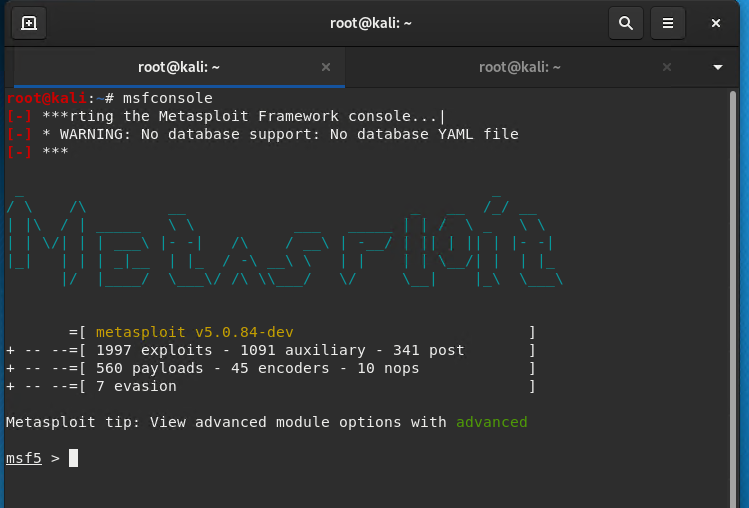 root@kali: ~
root@kali: ~
root@kali: ~
root@kali:~# msfconsole
[-] ***rting the Metasploit Framework console...|
[-] * WARNING: No database support: No database YAML file
[-] ***
=[ metasploit v5.0.84-dev ]
+ -- --=[ 1997 exploits - 1091 auxiliary - 341 post ]
+ -- --=[ 560 payloads - 45 encoders - 10 nops ]
+ -- --=[ 7 evasion ]
Metasploit tip: View advanced module options with advanced
msf5 >